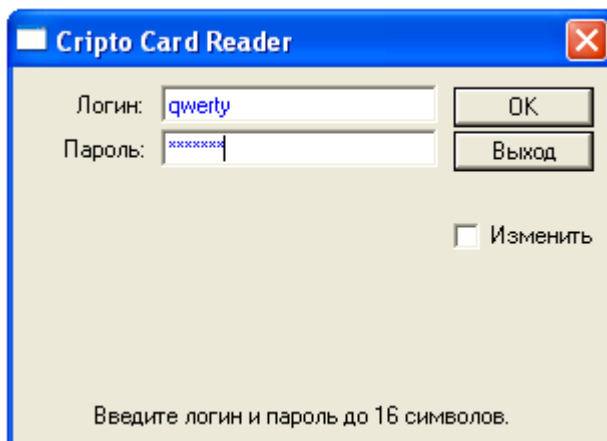 Cripto Card Reader
Логин: qwerty OK
Пароль: ******* Выход
Изменить
Введите логин и пароль до 16 символов.